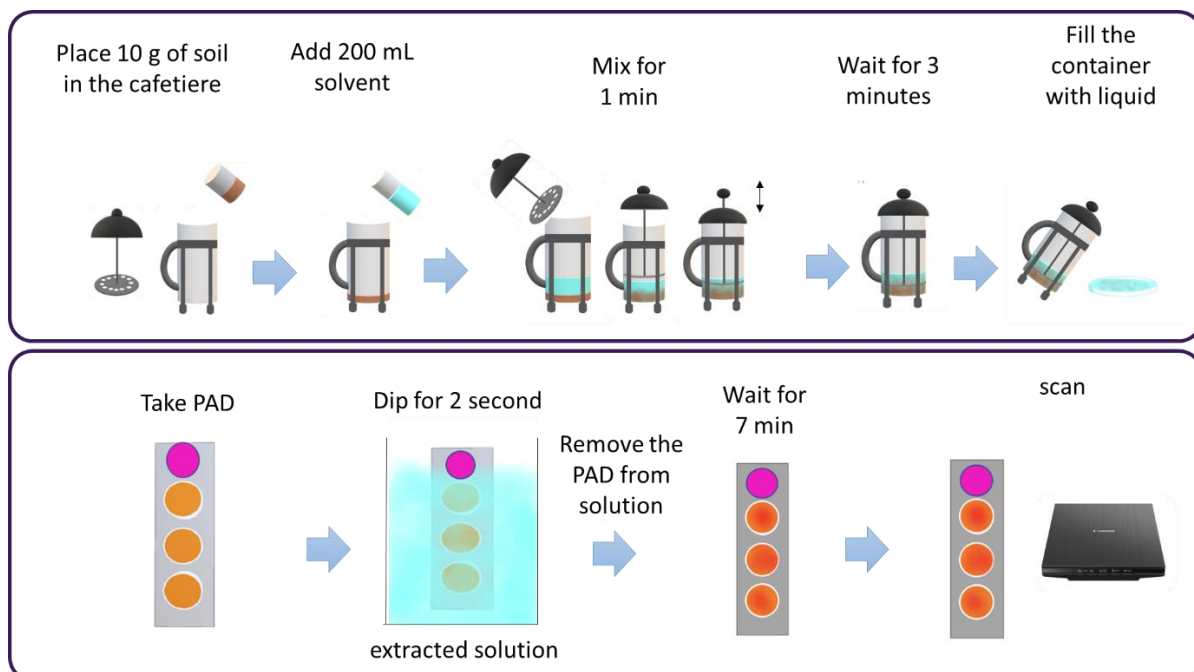 Place 10 g of soil
in the cafetiere
Add 200 mL
solvent
Mix for
1 min
Wait for 3
minutes
Fill the
container
with liquid
Take PAD
Dip for 2 second
extracted solution
Remove the
PAD from
solution
Wait for
7 min
scan
Canon